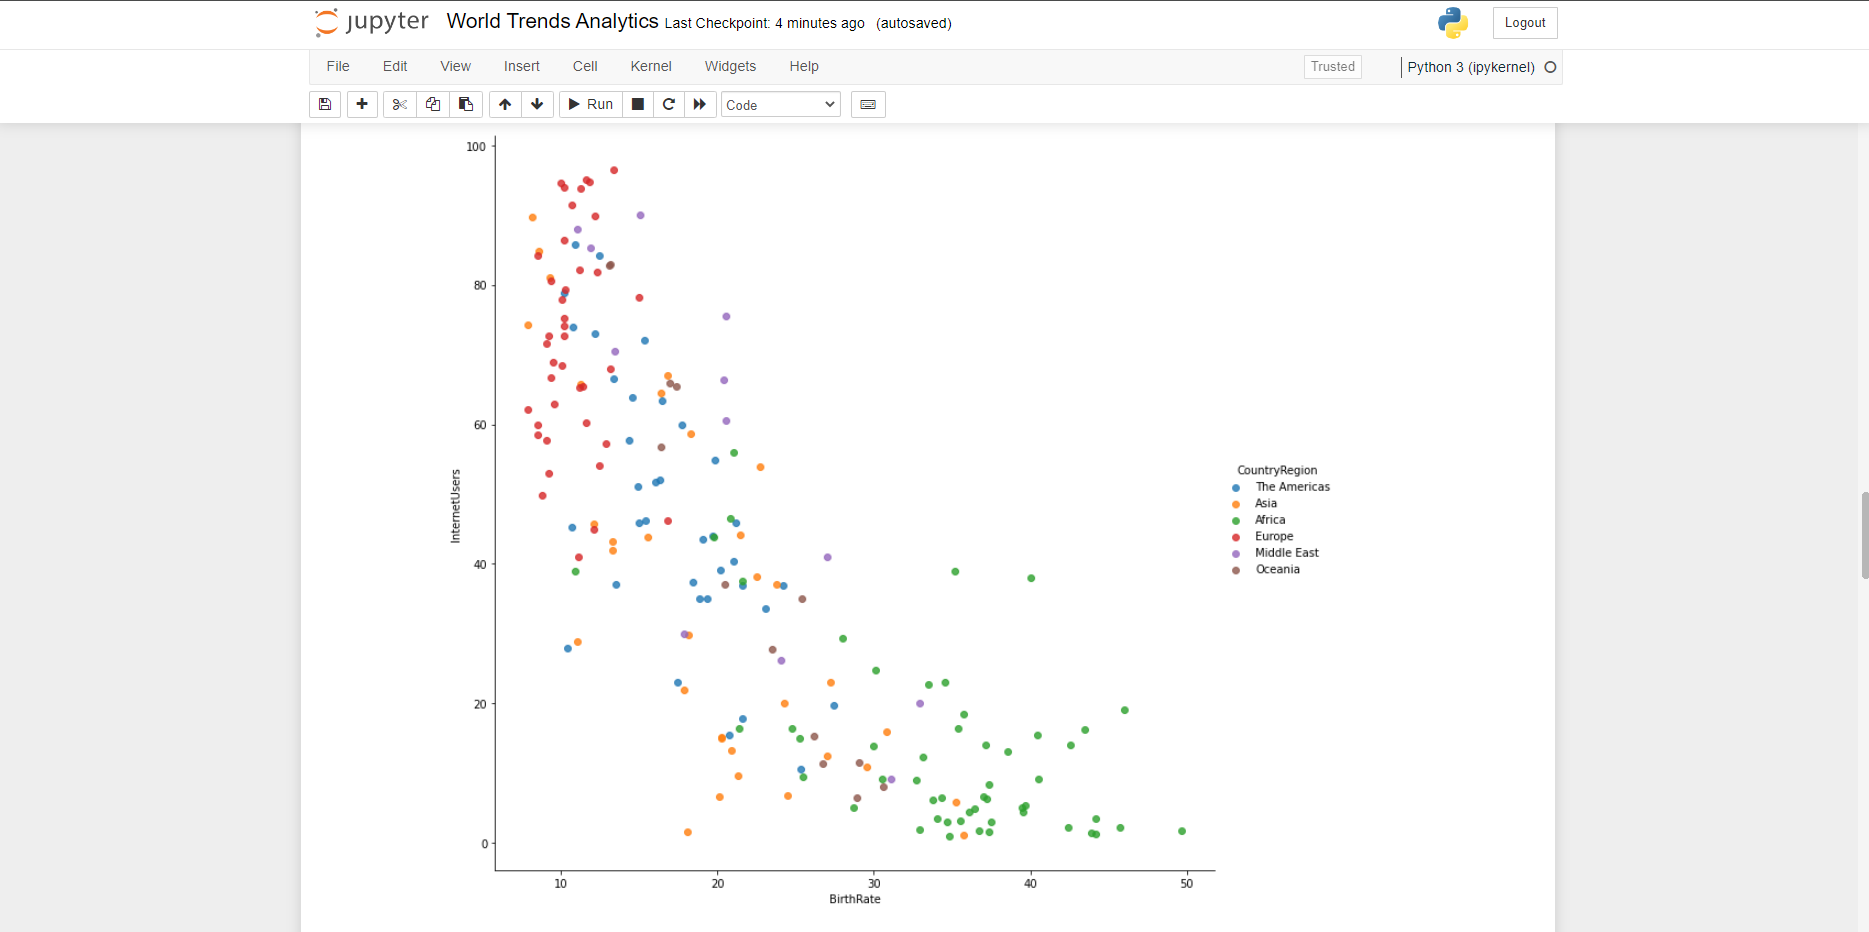 jupyter World Trends Analytics Last Checkpoint: 4 minutes ago (autosaved) Logout
File Edit View Insert Cell Kernel Widgets Help Trusted Python 3 (ipykernel)
Run Code
100
80
60
40
20
0
InternetUsers
10 20 30 40 50
BirthRate
CountryRegion
The Americas
Asia
Africa
Europe
Middle East
Oceania